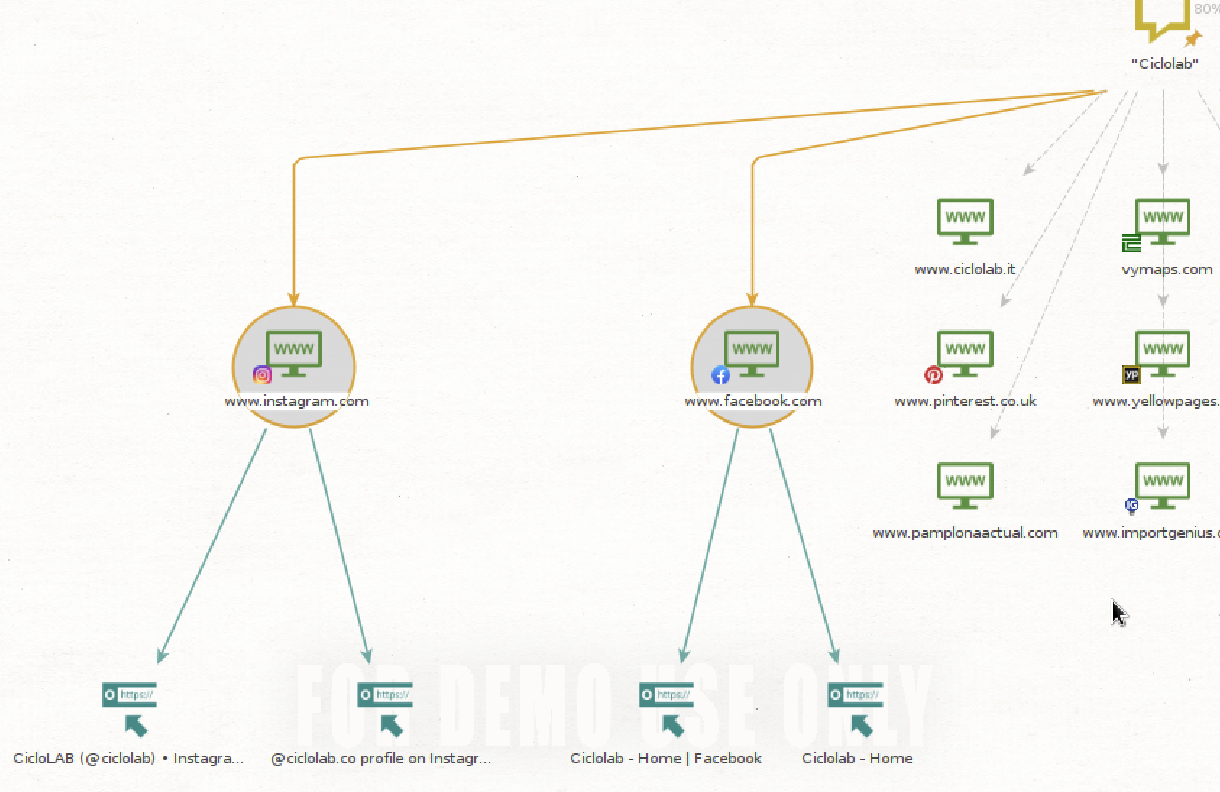 80%
"Ciclolab"
www
www
www.ciclolab.it
vymaps.com
www
www
www
yp
www
www.instagram.com
www.facebook.com
www.pinterest.co.uk
www.yellowpages.
www
IG
www
www.pamplonaactual.com
www.importgenius.
FOR DEMO USE ONLY
https://
https://
https://
https://
CicloLAB (@ciclolab) • Instagra...
@ciclolab.co profile on Instagr...
Ciclolab - Home | Facebook
Ciclolab - Home